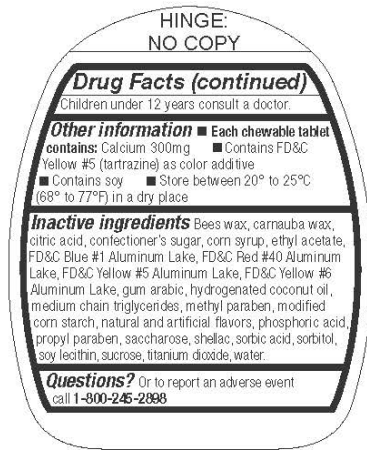 HINGE:
NO COPY
Drug Facts (continued)
Children under 12 years consult a doctor.
Other information ■ Each chewable tablet
contains: Calcium 300mg ■ Contains FD&C
Yellow #5 (tartrazine) as color additive
■ Contains soy ■ Store between 20° to 25°C
(68° to 77°F) in a dry place
Inactive ingredients Bees wax, carnauba wax,
citric acid, confectioner's sugar, corn syrup, ethyl acetate,
FD&C Blue #1 Aluminum Lake, FD&C Red #40 Aluminum
Lake, FD&C Yellow #5 Aluminum Lake, FD&C Yellow #6
Aluminum Lake, gum arabic, hydrogenated coconut oil,
medium chain triglycerides, methyl paraben, modified
corn starch, natural and artificial flavors, phosphoric acid,
propyl paraben, saccharose, shellac, sorbic acid, sorbitol,
soy lecithin, sucrose, titanium dioxide, water.
Questions? Or to report an adverse event
call 1-800-245-2898